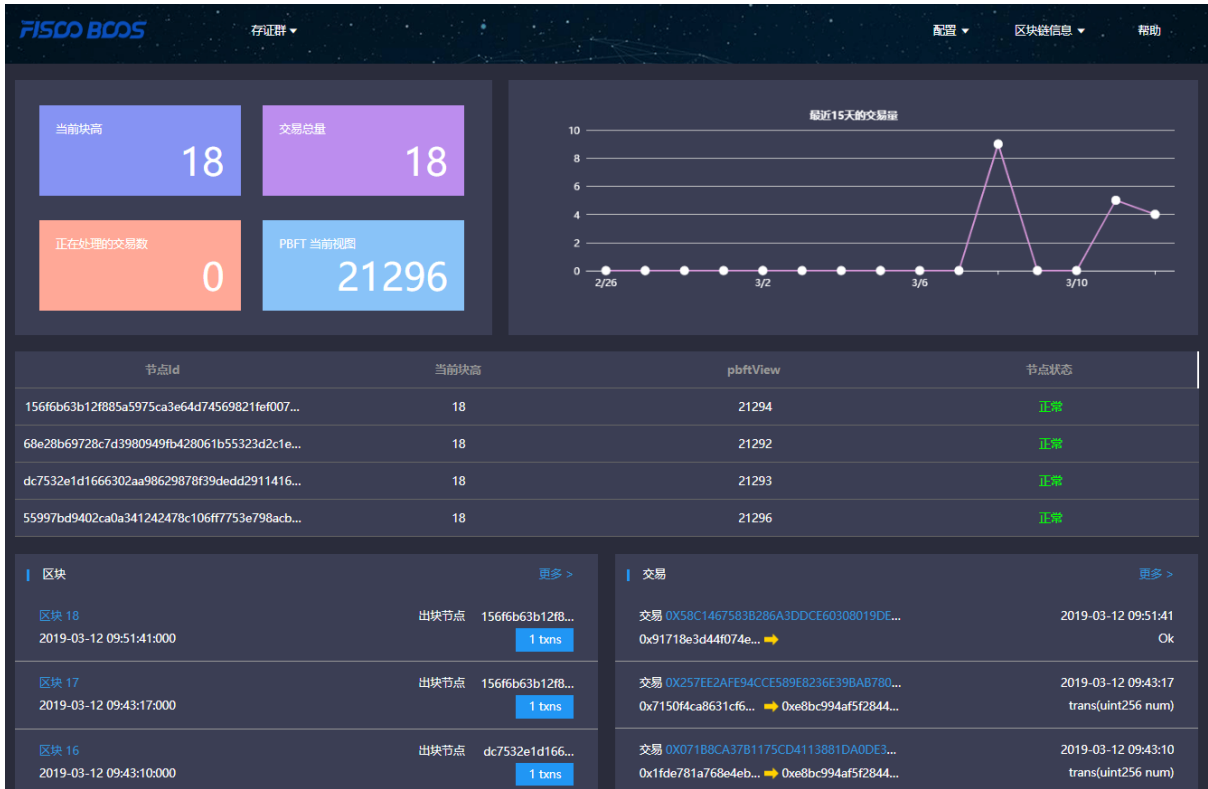 FISCO BCOS
存证群 ▾
配置 ▾
区块链信息 ▾
帮助
当前块高
18
交易总量
18
正在处理的交易数
0
PBFT 当前视图
21296
最近15天的交易量
10
8
6
4
2
0
2/26
3/2
3/6
3/10
节点Id
当前块高
pbftView
节点状态
156f6b63b12f885a5975ca3e64d74569821fef007...
18
21294
正常
68e28b69728c7d3980949fb428061b55323d2c1e...
18
21292
正常
dc7532e1d1666302aa98629878f39dedd2911416...
18
21293
正常
55997bd9402ca0a341242478c106ff7753e798acb...
18
21296
正常
区块
更多 >
区块 18
出块节点 156f6b63b12f8...
2019-03-12 09:51:41:000
1 txns
区块 17
出块节点 156f6b63b12f8...
2019-03-12 09:43:17:000
1 txns
区块 16
出块节点 dc7532e1d166...
2019-03-12 09:43:10:000
1 txns
交易
更多 >
交易 0X58C1467583B286A3DDCE60308019DE...
2019-03-12 09:51:41
0x91718e3d44f074e...
Ok
交易 0X257EE2AFE94CCE589E8236E39BAB780...
2019-03-12 09:43:17
0x7150f4ca8631cf6... 0xe8bc994af5f2844...
trans(uint256 num)
交易 0X071B8CA37B1175CD4113881DA0DE3...
2019-03-12 09:43:10
0x1fde781a768e4eb... 0xe8bc994af5f2844...
trans(uint256 num)